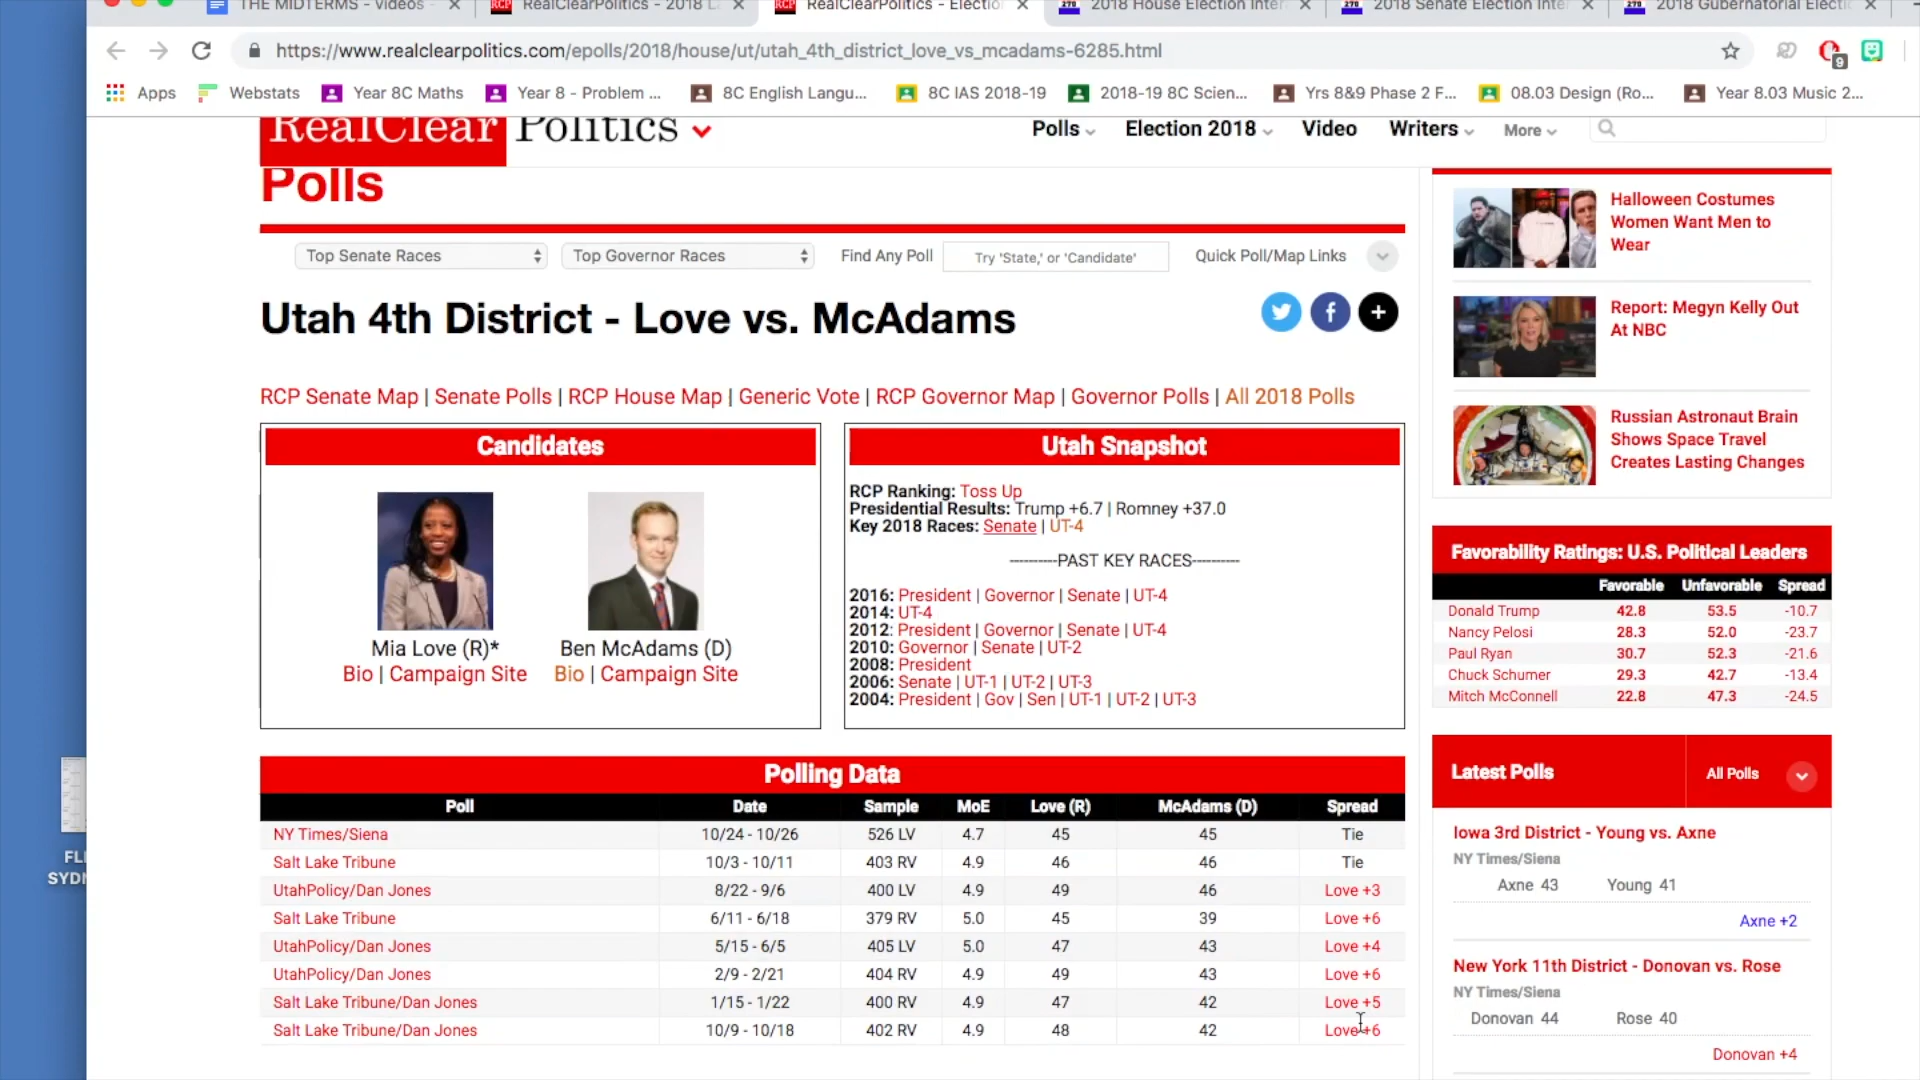 THE MIDTERMS - videos
RealClearPolitics - 2018 L
RealClearPolitics - Electio
2018 House Election Inter
2018 Senate Election Inte
2018 Gubernatorial Electic
https://www.realclearpolitics.com/epolls/2018/house/ut/utah_4th_district_love_vs_mcadams-6285.html
9
Apps
Webstats
Year 8C Maths
Year 8 - Problem ...
8C English Langu...
8C IAS 2018-19
2018-19 8C Scien...
Yrs 8&9 Phase 2 F...
08.03 Design (Ro...
Year 8.03 Music 2...
RealClear Politics
Polls
Election 2018
Video
Writers
More
Polls
Top Senate Races
Top Governor Races
Find Any Poll
Try 'State,' or 'Candidate'
Quick Poll/Map Links
Utah 4th District - Love vs. McAdams
RCP Senate Map | Senate Polls | RCP House Map | Generic Vote | RCP Governor Map | Governor Polls | All 2018 Polls
Candidates
Mia Love (R)*
Bio | Campaign Site
Ben McAdams (D)
Bio | Campaign Site
Utah Snapshot
RCP Ranking: Toss Up
Presidential Results: Trump +6.7 | Romney +37.0
Key 2018 Races: Senate | UT-4
----------PAST KEY RACES----------
2016: President | Governor | Senate | UT-4
2014: UT-4
2012: President | Governor | Senate | UT-4
2010: Governor | Senate | UT-2
2008: President
2006: Senate | UT-1 | UT-2 | UT-3
2004: President | Gov | Sen | UT-1 | UT-2 | UT-3
Polling Data
Poll Date Sample MoE Love (R) McAdams (D) Spread
NY Times/Siena 10/24 - 10/26 526 LV 4.7 45 45 Tie
Salt Lake Tribune 10/3 - 10/11 403 RV 4.9 46 46 Tie
UtahPolicy/Dan Jones 8/22 - 9/6 400 LV 4.9 49 46 Love +3
Salt Lake Tribune 6/11 - 6/18 379 RV 5.0 45 39 Love +6
UtahPolicy/Dan Jones 5/15 - 6/5 405 LV 5.0 47 43 Love +4
UtahPolicy/Dan Jones 2/9 - 2/21 404 RV 4.9 49 43 Love +6
Salt Lake Tribune/Dan Jones 1/15 - 1/22 400 RV 4.9 47 42 Love +5
Salt Lake Tribune/Dan Jones 10/9 - 10/18 402 RV 4.9 48 42 Love +6
Halloween Costumes
Women Want Men to
Wear
Report: Megyn Kelly Out
At NBC
Russian Astronaut Brain
Shows Space Travel
Creates Lasting Changes
Favorability Ratings: U.S. Political Leaders
Favorable Unfavorable Spread
Donald Trump 42.8 53.5 -10.7
Nancy Pelosi 28.3 52.0 -23.7
Paul Ryan 30.7 52.3 -21.6
Chuck Schumer 29.3 42.7 -13.4
Mitch McConnell 22.8 47.3 -24.5
Latest Polls
All Polls
Iowa 3rd District - Young vs. Axne
NY Times/Siena
Axne 43 Young 41
Axne +2
New York 11th District - Donovan vs. Rose
NY Times/Siena
Donovan 44 Rose 40
Donovan +4
FLI
SYDN